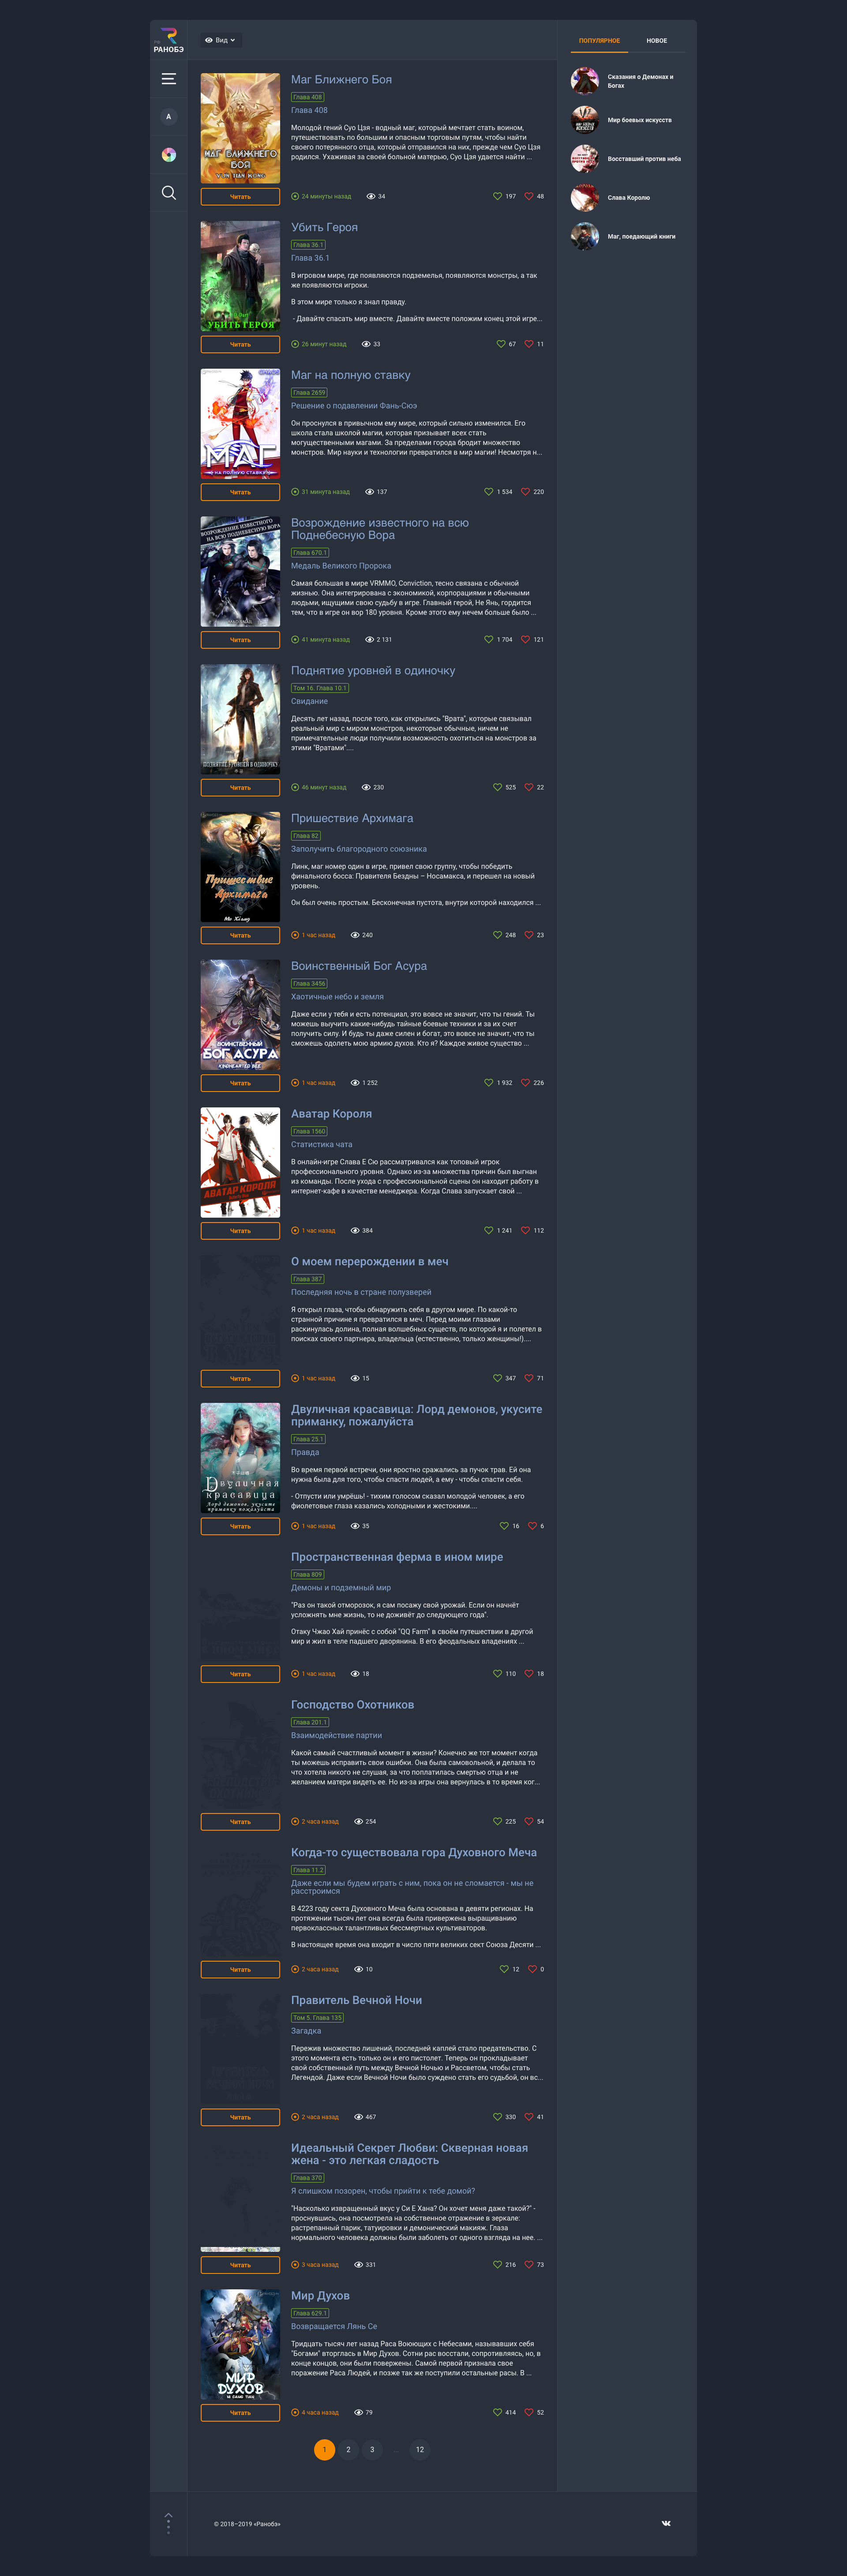 РАНОБЭ
Вид
ПОПУЛЯРНОЕ
НОВОЕ
A
Сказания о Демонах и
Богах
Мир боевых искусств
Восставший против неба
Слава Королю
Маг, поедающий книги
МАГ БЛИЖНЕГО
БОЯ
Читать
Маг Ближнего Боя
Глава 408
Глава 408
Молодой гений Суо Цзя - водный маг, который мечтает стать воином,
путешествовать по большим и опасным торговым путям, чтобы найти
своего потерянного отца, который отправился на них, прежде чем Суо Цзя
родился. Ухаживая за своей больной матерью, Суо Цзя удается найти ...
24 минуты назад
34
197
48
УБИТЬ ГЕРОЯ
Читать
Убить Героя
Глава 36.1
Глава 36.1
В игровом мире, где появляются подземелья, появляются монстры, а так
же появляются игроки.
В этом мире только я знал правду.
- Давайте спасать мир вместе. Давайте вместе положим конец этой игре...
26 минут назад
33
67
11
МАГ
НА ПОЛНУЮ СТАВКУ
Читать
Маг на полную ставку
Глава 2659
Решение о подавлении Фань-Сюэ
Он проснулся в привычном ему мире, который сильно изменился. Его
школа стала школой магии, которая призывает всех стать
могущественными магами. За пределами города бродит множество
монстров. Мир науки и технологии превратился в мир магии! Несмотря н...
31 минута назад
137
1 534
220
ВОЗРОЖДЕНИЕ ИЗВЕСТНОГО
НА ВСЮ ПОДНЕБЕСНУЮ ВОРА
Читать
Возрождение известного на всю
Поднебесную Вора
Глава 670.1
Медаль Великого Пророка
Самая большая в мире VRMMO, Conviction, тесно связана с обычной
жизнью. Она интегрирована с экономикой, корпорациями и обычными
людьми, ищущими свою судьбу в игре. Главный герой, Не Янь, гордится
тем, что в игре он вор 180 уровня. Кроме этого ему нечем больше было ...
41 минута назад
2 131
1 704
121
ПОДНЯТИЕ УРОВНЕЙ В ОДИНОЧКУ
Читать
Поднятие уровней в одиночку
Том 16. Глава 10.1
Свидание
Десять лет назад, после того, как открылись "Врата", которые связывал
реальный мир с миром монстров, некоторые обычные, ничем не
примечательные люди получили возможность охотиться на монстров за
этими "Вратами"....
46 минут назад
230
525
22
Пришествие
Архимага
Читать
Пришествие Архимага
Глава 82
Заполучить благородного союзника
Линк, маг номер один в игре, привел свою группу, чтобы победить
финального босса: Правителя Бездны – Носамакса, и перешел на новый
уровень.
Он был очень простым. Бесконечная пустота, внутри которой находился ...
1 час назад
240
248
23
ВОИНСТВЕННЫЙ
БОГ АСУРА
KINDHEARTED BEE
Читать
Воинственный Бог Асура
Глава 3456
Хаотичные небо и земля
Даже если у тебя и есть потенциал, это вовсе не значит, что ты гений. Ты
можешь выучить какие-нибудь тайные боевые техники и за их счет
получить силу. И будь ты даже силен и богат, это вовсе не значит, что ты
сможешь одолеть мою армию духов. Кто я? Каждое живое существо ...
1 час назад
1 252
1 932
226
АВАТАР КОРОЛЯ
Читать
Аватар Короля
Глава 1560
Статистика чата
В онлайн-игре Слава Е Сю рассматривался как топовый игрок
профессионального уровня. Однако из-за множества причин был выгнан
из команды. После ухода с профессиональной сцены он находит работу в
интернет-кафе в качестве менеджера. Когда Слава запускает свой ...
1 час назад
384
1 241
112
Читать
О моем перерождении в меч
Глава 387
Последняя ночь в стране полузверей
Я открыл глаза, чтобы обнаружить себя в другом мире. По какой-то
странной причине я превратился в меч. Перед моими глазами
раскинулась долина, полная волшебных существ, по которой я и полетел в
поисках своего партнера, владельца (естественно, только женщины!)....
1 час назад
15
347
71
Двуличная
красавица
Лорд демонов, укусите
приманку пожалуйста
Читать
Двуличная красавица: Лорд демонов, укусите
приманку, пожалуйста
Глава 25.1
Правда
Во время первой встречи, они яростно сражались за пучок трав. Ей она
нужна была для того, чтобы спасти людей, а ему - чтобы спасти себя.
- Отпусти или умрёшь! - тихим голосом сказал молодой человек, а его
фиолетовые глаза казались холодными и жестокими....
1 час назад
35
16
6
Читать
Пространственная ферма в ином мире
Глава 809
Демоны и подземный мир
"Раз он такой отморозок, я сам посажу свой урожай. Если он начнёт
усложнять мне жизнь, то не доживёт до следующего года".
Отаку Чжао Хай принёс с собой "QQ Farm" в своём путешествии в другой
мир и жил в теле падшего дворянина. В его феодальных владениях ...
1 час назад
18
110
18
Читать
Господство Охотников
Глава 201.1
Взаимодействие партии
Какой самый счастливый момент в жизни? Конечно же тот момент когда
ты можешь исправить свои ошибки. Она была самовольной, и делала то
что хотела никого не слушая, за что поплатилась смертью отца и не
желанием матери видеть ее. Но из-за игры она вернулась в то время ког...
2 часа назад
254
225
54
Читать
Когда-то существовала гора Духовного Меча
Глава 11.2
Даже если мы будем играть с ним, пока он не сломается - мы не
расстроимся
В 4223 году секта Духовного Меча была основана в девяти регионах. На
протяжении тысяч лет она всегда была привержена выращиванию
первоклассных талантливых бессмертных культиваторов.
В настоящее время она входит в число пяти великих сект Союза Десяти ...
2 часа назад
10
12
0
Читать
Правитель Вечной Ночи
Том 5. Глава 135
Загадка
Пережив множество лишений, последней каплей стало предательство. С
этого момента есть только он и его пистолет. Теперь он прокладывает
свой собственный путь между Вечной Ночью и Рассветом, чтобы стать
Легендой. Даже если Вечной Ночи было суждено стать его судьбой, он вс...
2 часа назад
467
330
41
Читать
Идеальный Секрет Любви: Скверная новая
жена - это легкая сладость
Глава 370
Я слишком позорен, чтобы прийти к тебе домой?
"Насколько извращенный вкус у Си Е Хана? Он хочет меня даже такой?" -
проснувшись, она посмотрела на собственное отражение в зеркале:
растрепанный парик, татуировки и демонический макияж. Глаза
нормального человека должны были заболеть от одного взгляда на нее. ...
3 часа назад
331
216
73
МИР
ДУХОВ
Читать
Мир Духов
Глава 629.1
Возвращается Лянь Се
Тридцать тысяч лет назад Раса Воюющих с Небесами, называвших себя
"Богами" вторглась в Мир Духов. Сотни рас восстали, сопротивляясь, но, в
конце концов, они были повержены. Самой первой признала свое
поражение Раса Людей, и позже так же поступили остальные расы. В ...
4 часа назад
79
414
52
1
2
3
...
12
© 2018–2019 «Ранобэ»